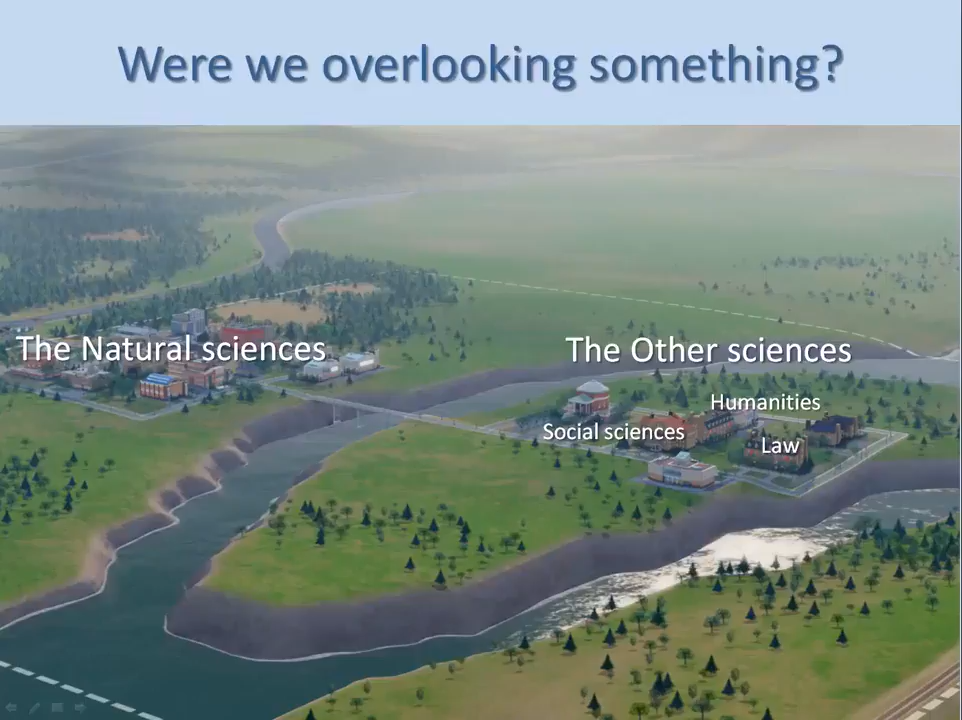 Were we overlooking something?
The Natural sciences
The Other sciences
Humanities
Social sciences
Law